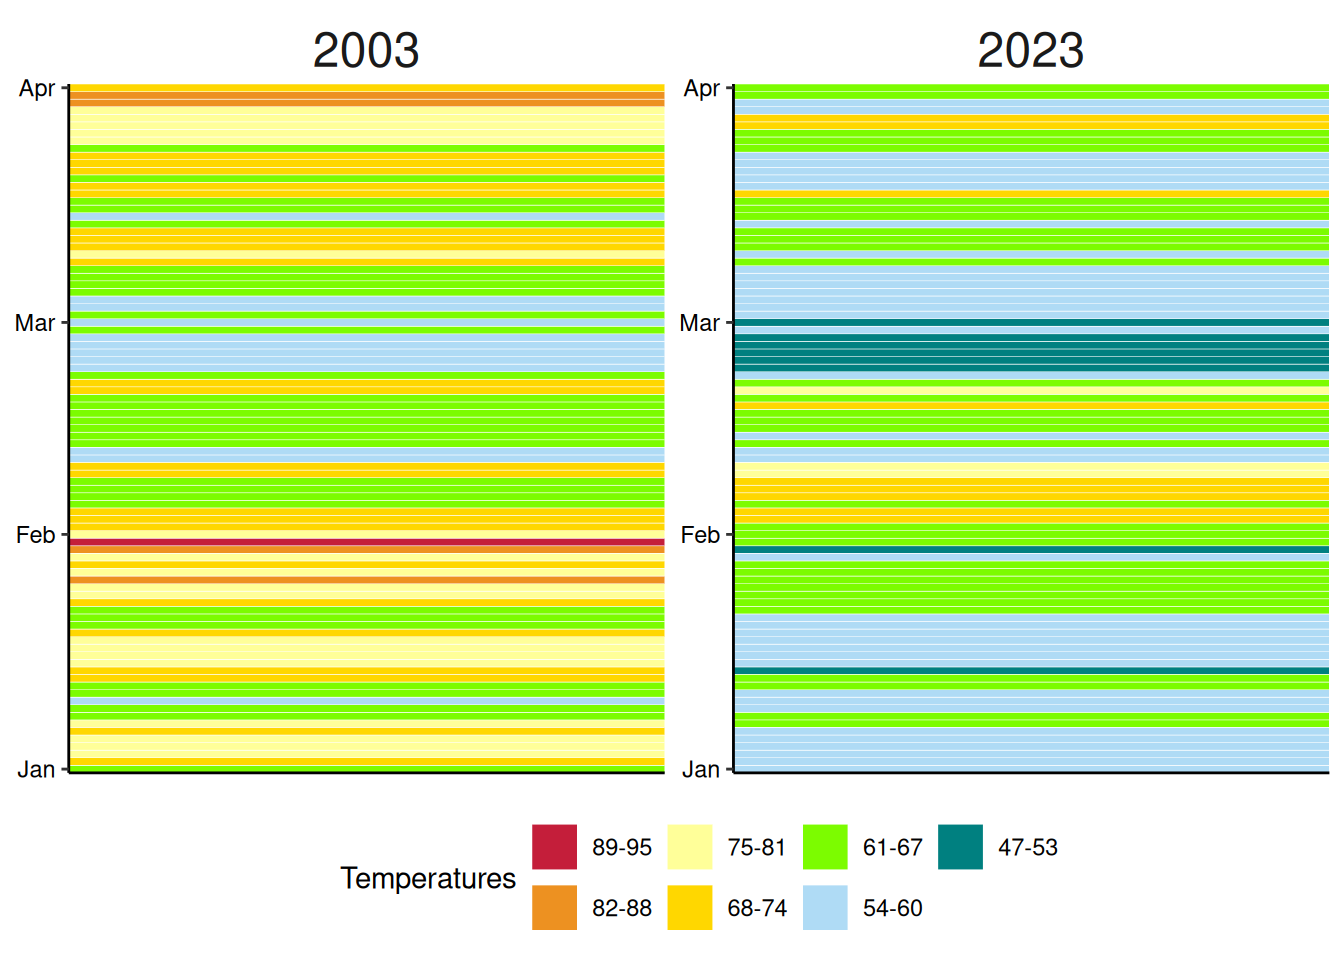 2003
2023
Apr
Mar
Feb
Jan
Apr
Mar
Feb
Jan
Temperatures
89-95
75-81
61-67
47-53
82-88
68-74
54-60